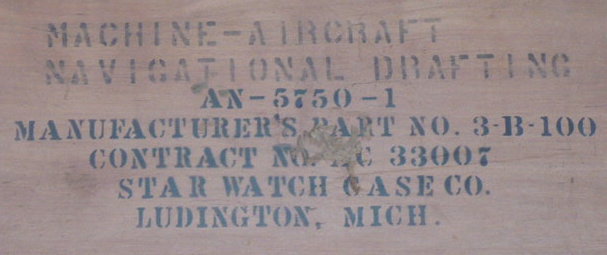 MACHINE-AIRCRAFT
NAVIGATIONAL DRAFTING
AN-5750-1
MANUFACTURER'S PART NO. 3-B-100
CONTRACT NO. AC 33007
STAR WATCH CASE CO.
LUDINGTON, MICH.